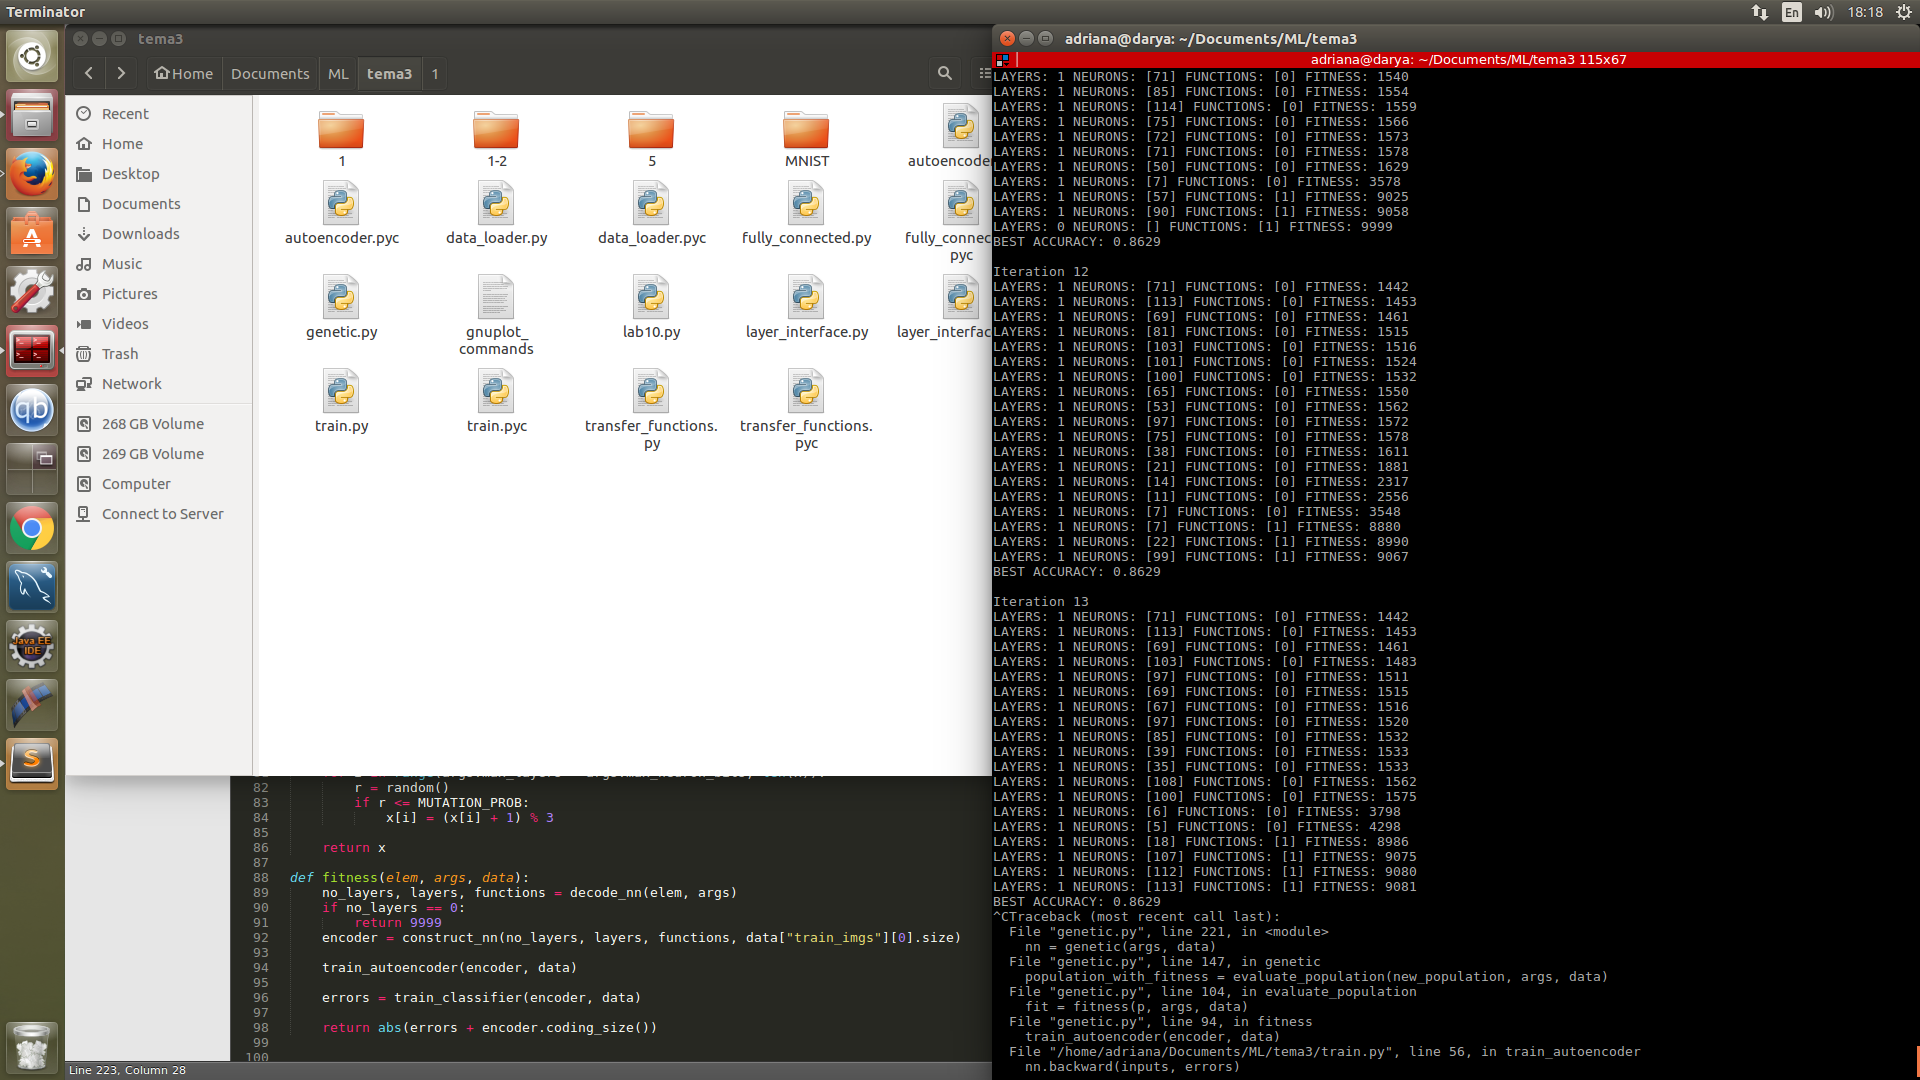 Terminator
En
18:18
tema3
Home
Documents
ML
tema3
1
Recent
Home
Desktop
Documents
Downloads
Music
Pictures
Videos
Trash
Network
268 GB Volume
269 GB Volume
Computer
Connect to Server
1
1-2
5
MNIST
autoencoder
autoencoder.pyc
data_loader.py
data_loader.pyc
fully_connected.py
fully_connec
pyc
genetic.py
gnuplot_
commands
lab10.py
layer_interface.py
layer_interfac
train.py
train.pyc
transfer_functions.
py
transfer_functions.
pyc
82 r = random()
83 if r <= MUTATION_PROB:
84 x[i] = (x[i] + 1) % 3
85
86 return x
87
88 def fitness(elem, args, data):
89 no_layers, layers, functions = decode_nn(elem, args)
90 if no_layers == 0:
91 return 9999
92 encoder = construct_nn(no_layers, layers, functions, data["train_imgs"][0].size)
93
94 train_autoencoder(encoder, data)
95
96 errors = train_classifier(encoder, data)
97
98 return abs(errors + encoder.coding_size())
99
100
Line 223, Column 28
adriana@darya: ~/Documents/ML/tema3
adriana@darya: ~/Documents/ML/tema3 115x67
LAYERS: 1 NEURONS: [71] FUNCTIONS: [0] FITNESS: 1540
LAYERS: 1 NEURONS: [85] FUNCTIONS: [0] FITNESS: 1554
LAYERS: 1 NEURONS: [114] FUNCTIONS: [0] FITNESS: 1559
LAYERS: 1 NEURONS: [75] FUNCTIONS: [0] FITNESS: 1566
LAYERS: 1 NEURONS: [72] FUNCTIONS: [0] FITNESS: 1573
LAYERS: 1 NEURONS: [71] FUNCTIONS: [0] FITNESS: 1578
LAYERS: 1 NEURONS: [50] FUNCTIONS: [0] FITNESS: 1629
LAYERS: 1 NEURONS: [7] FUNCTIONS: [0] FITNESS: 3578
LAYERS: 1 NEURONS: [57] FUNCTIONS: [1] FITNESS: 9025
LAYERS: 1 NEURONS: [90] FUNCTIONS: [1] FITNESS: 9058
LAYERS: 0 NEURONS: [] FUNCTIONS: [1] FITNESS: 9999
BEST ACCURACY: 0.8629
Iteration 12
LAYERS: 1 NEURONS: [71] FUNCTIONS: [0] FITNESS: 1442
LAYERS: 1 NEURONS: [113] FUNCTIONS: [0] FITNESS: 1453
LAYERS: 1 NEURONS: [69] FUNCTIONS: [0] FITNESS: 1461
LAYERS: 1 NEURONS: [81] FUNCTIONS: [0] FITNESS: 1515
LAYERS: 1 NEURONS: [103] FUNCTIONS: [0] FITNESS: 1516
LAYERS: 1 NEURONS: [101] FUNCTIONS: [0] FITNESS: 1524
LAYERS: 1 NEURONS: [100] FUNCTIONS: [0] FITNESS: 1532
LAYERS: 1 NEURONS: [65] FUNCTIONS: [0] FITNESS: 1550
LAYERS: 1 NEURONS: [53] FUNCTIONS: [0] FITNESS: 1562
LAYERS: 1 NEURONS: [97] FUNCTIONS: [0] FITNESS: 1572
LAYERS: 1 NEURONS: [75] FUNCTIONS: [0] FITNESS: 1578
LAYERS: 1 NEURONS: [38] FUNCTIONS: [0] FITNESS: 1611
LAYERS: 1 NEURONS: [21] FUNCTIONS: [0] FITNESS: 1881
LAYERS: 1 NEURONS: [14] FUNCTIONS: [0] FITNESS: 2317
LAYERS: 1 NEURONS: [11] FUNCTIONS: [0] FITNESS: 2556
LAYERS: 1 NEURONS: [7] FUNCTIONS: [0] FITNESS: 3548
LAYERS: 1 NEURONS: [7] FUNCTIONS: [1] FITNESS: 8880
LAYERS: 1 NEURONS: [22] FUNCTIONS: [1] FITNESS: 8990
LAYERS: 1 NEURONS: [99] FUNCTIONS: [1] FITNESS: 9067
BEST ACCURACY: 0.8629
Iteration 13
LAYERS: 1 NEURONS: [71] FUNCTIONS: [0] FITNESS: 1442
LAYERS: 1 NEURONS: [113] FUNCTIONS: [0] FITNESS: 1453
LAYERS: 1 NEURONS: [69] FUNCTIONS: [0] FITNESS: 1461
LAYERS: 1 NEURONS: [103] FUNCTIONS: [0] FITNESS: 1483
LAYERS: 1 NEURONS: [97] FUNCTIONS: [0] FITNESS: 1511
LAYERS: 1 NEURONS: [69] FUNCTIONS: [0] FITNESS: 1515
LAYERS: 1 NEURONS: [67] FUNCTIONS: [0] FITNESS: 1516
LAYERS: 1 NEURONS: [97] FUNCTIONS: [0] FITNESS: 1520
LAYERS: 1 NEURONS: [85] FUNCTIONS: [0] FITNESS: 1532
LAYERS: 1 NEURONS: [39] FUNCTIONS: [0] FITNESS: 1533
LAYERS: 1 NEURONS: [35] FUNCTIONS: [0] FITNESS: 1533
LAYERS: 1 NEURONS: [108] FUNCTIONS: [0] FITNESS: 1562
LAYERS: 1 NEURONS: [100] FUNCTIONS: [0] FITNESS: 1575
LAYERS: 1 NEURONS: [6] FUNCTIONS: [0] FITNESS: 3798
LAYERS: 1 NEURONS: [5] FUNCTIONS: [0] FITNESS: 4298
LAYERS: 1 NEURONS: [18] FUNCTIONS: [1] FITNESS: 8986
LAYERS: 1 NEURONS: [107] FUNCTIONS: [1] FITNESS: 9075
LAYERS: 1 NEURONS: [112] FUNCTIONS: [1] FITNESS: 9080
LAYERS: 1 NEURONS: [113] FUNCTIONS: [1] FITNESS: 9081
BEST ACCURACY: 0.8629
^CTraceback (most recent call last):
File "genetic.py", line 221, in <module>
nn = genetic(args, data)
File "genetic.py", line 147, in genetic
population_with_fitness = evaluate_population(new_population, args, data)
File "genetic.py", line 104, in evaluate_population
fit = fitness(p, args, data)
File "genetic.py", line 94, in fitness
train_autoencoder(encoder, data)
File "/home/adriana/Documents/ML/tema3/train.py", line 56, in train_autoencoder
nn.backward(inputs, errors)
qb
Java EE
IDE
S